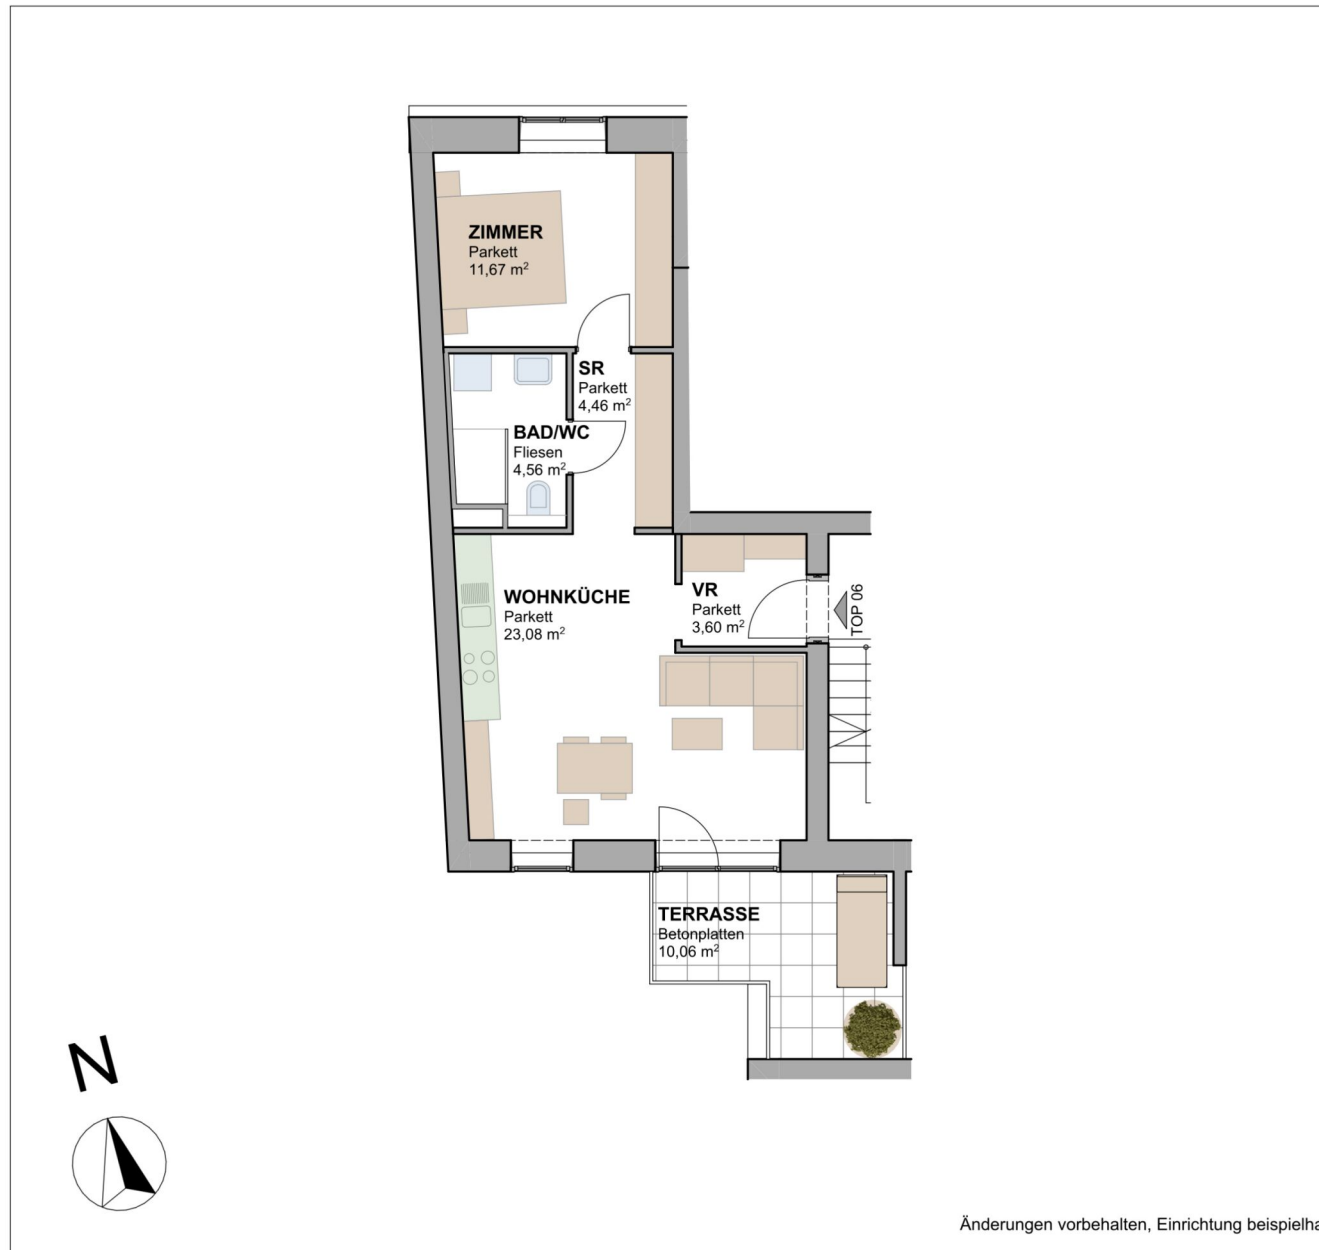 ZIMMER
Parkett
11,67 m²
SR
Parkett
4,46 m²
BAD/WC
Fliesen
4,56 m²
WOHNKÜCHE
Parkett
23,08 m²
VR
Parkett
3,60 m²
TOP 06
TERRASSE
Betonplatten
10,06 m²
N
Änderungen vorbehalten, Einrichtung beispielha